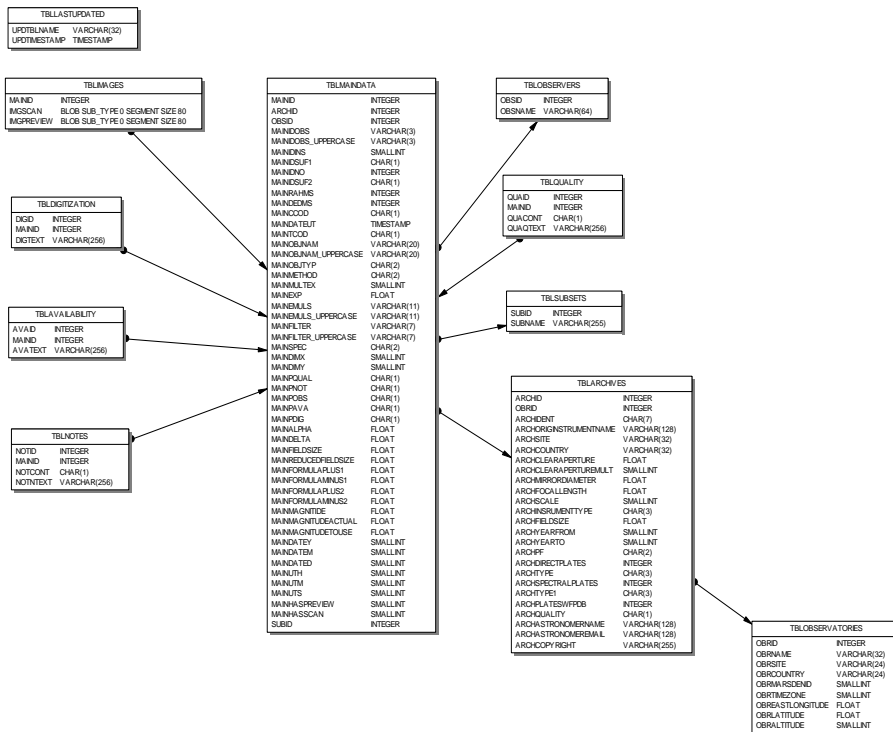 TBLLASTUPDATED
UPDTBLNAME VARCHAR(32)
UPDTIMESTAMP TIMESTAMP
TBLIMAGES
MAINID INTEGER
IMGSCAN BLOB SUB_TYPE 0 SEGMENT SIZE 80
IMGPREVIEW BLOB SUB_TYPE 0 SEGMENT SIZE 80
TBLDIGITIZATION
DIGID INTEGER
MAINID INTEGER
DIGTEXT VARCHAR(256)
TBLAVAILABILITY
AVAID INTEGER
MAINID INTEGER
AVATEXT VARCHAR(256)
TBLNOTES
NOTID INTEGER
MAINID INTEGER
NOTCONT CHAR(1)
NOTNTEXT VARCHAR(256)
TBLMAINDATA
MAINID INTEGER
ARCHID INTEGER
OBSID INTEGER
MAINIDOBS VARCHAR(3)
MAINIDOBS_UPPERCASE VARCHAR(3)
MAINIDINS SMALLINT
MAINIDSUF1 CHAR(1)
MAINIDNO INTEGER
MAINIDSUF2 CHAR(1)
MAINRAHMS INTEGER
MAINDEDMS INTEGER
MAINCCOD CHAR(1)
MAINDATEUT TIMESTAMP
MAINTCOD CHAR(1)
MAINOBJNAM VARCHAR(20)
MAINOBJNAM_UPPERCASE VARCHAR(20)
MAINOBJTYP CHAR(2)
MAINMETHOD CHAR(2)
MAINMULTEX SMALLINT
MAINEXP FLOAT
MAINEMULS VARCHAR(11)
MAINEMULS_UPPERCASE VARCHAR(11)
MAINFILTER VARCHAR(7)
MAINFILTER_UPPERCASE VARCHAR(7)
MAINSPEC CHAR(2)
MAINDIMX SMALLINT
MAINDIMY SMALLINT
MAINPQUAL CHAR(1)
MAINPNOT CHAR(1)
MAINPOBS CHAR(1)
MAINPAVA CHAR(1)
MAINPDIG CHAR(1)
MAINALPHA FLOAT
MAINDELTA FLOAT
MAINFIELDSIZE FLOAT
MAINREDUCEDFIELDSIZE FLOAT
MAINFORMULAPLUS1 FLOAT
MAINFORMULAMINUS1 FLOAT
MAINFORMULAPLUS2 FLOAT
MAINFORMULAMINUS2 FLOAT
MAINMAGNITIDE FLOAT
MAINMAGNITUDEACTUAL FLOAT
MAINMAGNITUDETOUSE FLOAT
MAINDATEY SMALLINT
MAINDATEM SMALLINT
MAINDATED SMALLINT
MAINUTH SMALLINT
MAINUTM SMALLINT
MAINUTS SMALLINT
MAINHASPREVIEW SMALLINT
MAINHASSCAN SMALLINT
SUBID INTEGER
TBLOBSERVERS
OBSID INTEGER
OBSNAME VARCHAR(64)
TBLQUALITY
QUAID INTEGER
MAINID INTEGER
QUACONT CHAR(1)
QUAQTEXT VARCHAR(256)
TBLSUBSETS
SUBID INTEGER
SUBNAME VARCHAR(255)
TBLARCHIVES
ARCHID INTEGER
OBRID INTEGER
ARCHIDENT CHAR(7)
ARCHORIGINSTRUMENTNAME VARCHAR(128)
ARCHSITE VARCHAR(32)
ARCHCOUNTRY VARCHAR(32)
ARCHCLEARAPERTURE FLOAT
ARCHCLEARAPERTUREMULT SMALLINT
ARCHMIRRORDIAMETER FLOAT
ARCHFOCALLENGTH FLOAT
ARCHSCALE SMALLINT
ARCHINSRUMENTTYPE CHAR(3)
ARCHFIELDSIZE FLOAT
ARCHYEARFROM SMALLINT
ARCHYEARTO SMALLINT
ARCHPF CHAR(2)
ARCHDIRECTPLATES INTEGER
ARCHTYPE CHAR(3)
ARCHSPECTRALPLATES INTEGER
ARCHTYPE1 CHAR(3)
ARCHPLATESWFPDB INTEGER
ARCHQUALITY CHAR(1)
ARCHASTRONOMERNAME VARCHAR(128)
ARCHASTRONOMEREMAIL VARCHAR(128)
ARCHCOPYRIGHT VARCHAR(255)
TBLOBSERVATORIES
OBRID INTEGER
OBRNAME VARCHAR(32)
OBRSITE VARCHAR(24)
OBRCOUNTRY VARCHAR(24)
OBRMARSDENID SMALLINT
OBRTIMEZONE SMALLINT
OBREASTLONGITUDE FLOAT
OBRLATITUDE FLOAT
OBRALTITUDE SMALLINT